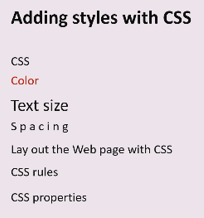 Adding styles with CSS
CSS
Color
Text size
Spacing
Lay out the Web page with CSS
CSS rules
CSS properties